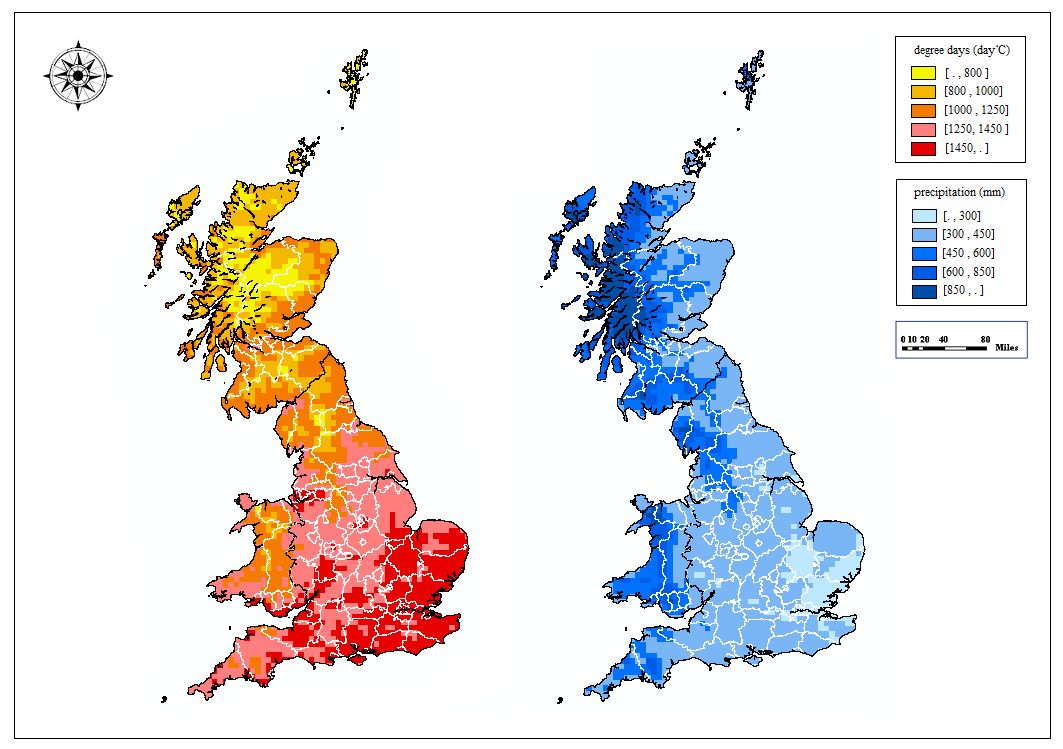 degree days (day°C)
[ . , 800 ]
[800 , 1000]
[1000 , 1250]
[1250, 1450 ]
[1450, . ]
precipitation (mm)
[. , 300]
[300 , 450]
[450 , 600]
[600 , 850]
[850 , . ]
0 10 20 40 80
Miles